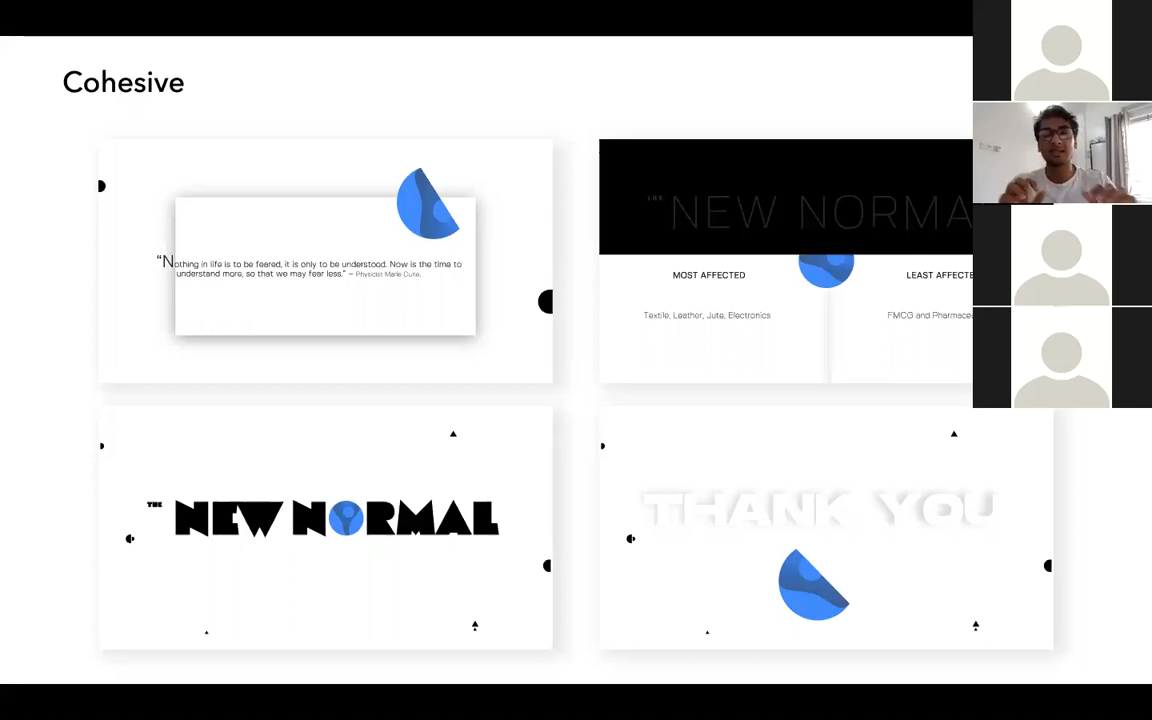 Cohesive
“Nothing in life is to be feared, it is only to be understood. Now is the time to
understand more, so that we may fear less.” – Physicist Marie Curie.
THE NEW NORMA
MOST AFFECTED
LEAST AFFECTE
Textile, Leather, Jute, Electronics
FMCG and Pharmaceu
THE NEW NORMAL
THANK YOU